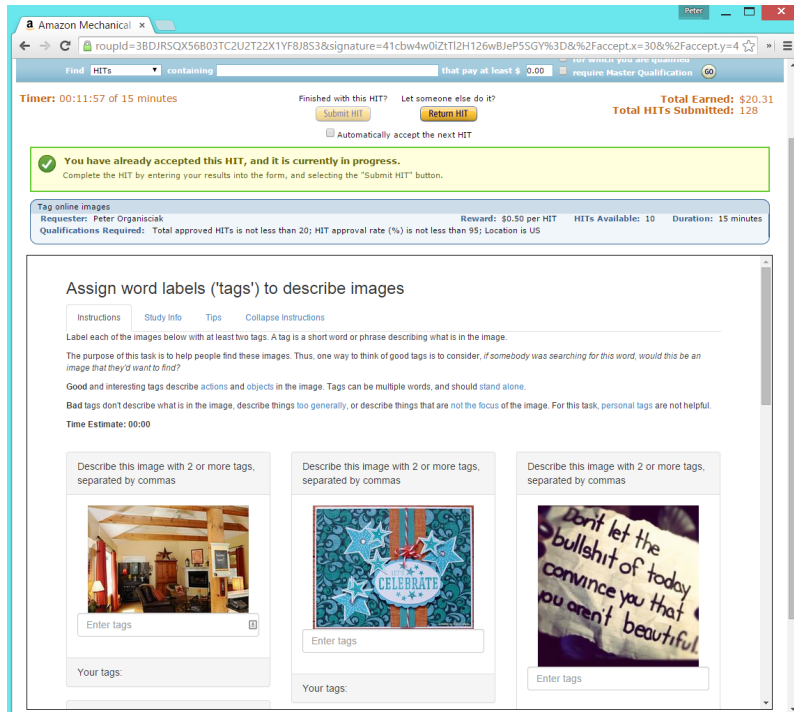 Peter
Amazon Mechanical
roupId=3BDJRSQX56B03TC2U2T22X1YF8J8S3&signature=41cbw4w0iZtTl2H126wBJeP5SGY%3D&%2Faccept.x=30&%2Faccept.y=4
Find HITs containing that pay at least $ 0.00 for which you are qualified
require Master Qualification GO
Timer: 00:11:57 of 15 minutes
Finished with this HIT? Let someone else do it?
Submit HIT Return HIT
Automatically accept the next HIT
Total Earned: $20.31
Total HITs Submitted: 128
You have already accepted this HIT, and it is currently in progress.
Complete the HIT by entering your results into the form, and selecting the "Submit HIT" button.
Tag online images
Requester: Peter Organisciak Reward: $0.50 per HIT HITs Available: 10 Duration: 15 minutes
Qualifications Required: Total approved HITs is not less than 20; HIT approval rate (%) is not less than 95; Location is US
Assign word labels ('tags') to describe images
Instructions Study Info Tips Collapse Instructions
Label each of the images below with at least two tags. A tag is a short word or phrase describing what is in the image.
The purpose of this task is to help people find these images. Thus, one way to think of good tags is to consider, if somebody was searching for this word, would this be an
image that they'd want to find?
Good and interesting tags describe actions and objects in the image. Tags can be multiple words, and should stand alone.
Bad tags don't describe what is in the image, describe things too generally, or describe things that are not the focus of the image. For this task, personal tags are not helpful.
Time Estimate: 00:00
Describe this image with 2 or more tags,
separated by commas
Enter tags
Your tags:
Describe this image with 2 or more tags,
separated by commas
LET'S
CELEBRATE
Enter tags
Your tags:
Describe this image with 2 or more tags,
separated by commas
Don't let the
bullshit of today
convince you that
you aren't beautiful.
Enter tags